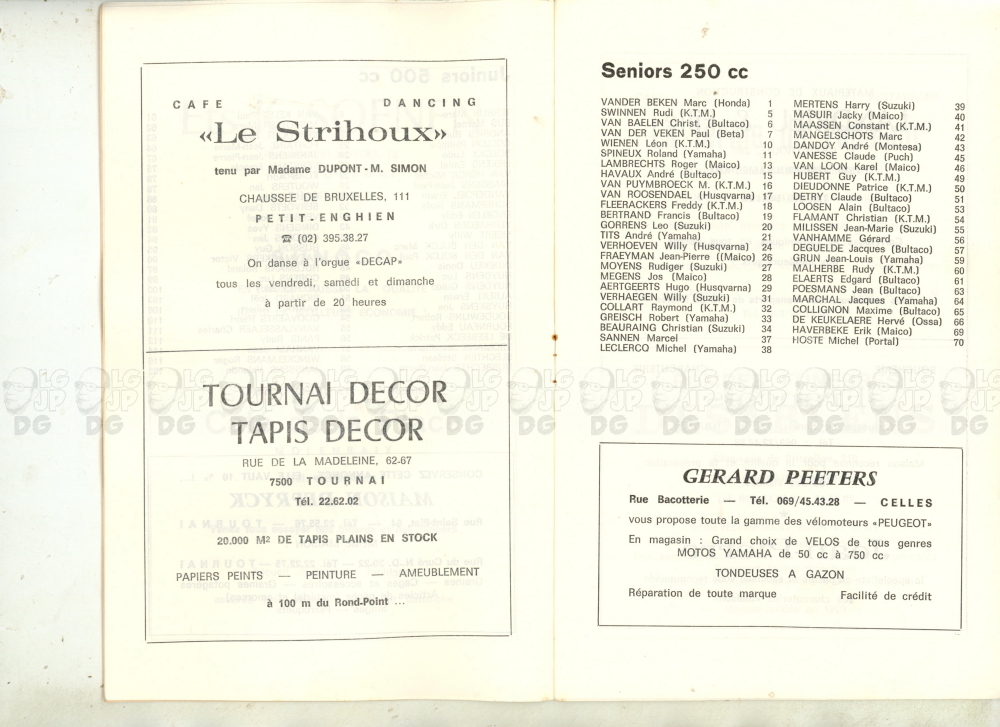 CAFE DANCING
«Le Strihoux»
tenu par Madame DUPONT - M. SIMON
CHAUSSEE DE BRUXELLES, 111
PETIT-ENGHIEN
☎ (02) 395.38.27
On danse à l'orgue «DECAP»
tous les vendredi, samedi et dimanche
à partir de 20 heures
TOURNAI DECOR
TAPIS DECOR
RUE DE LA MADELEINE, 62-67
7500 TOURNAI
Tél. 22.62.02
20.000 M2 DE TAPIS PLAINS EN STOCK
PAPIERS PEINTS — PEINTURE — AMEUBLEMENT
à 100 m du Rond-Point ...
Seniors 250 cc
VANDER BEKEN Marc (Honda) 1
SWINNEN Rudi (K.T.M.) 5
VAN BAELEN Christ. (Bultaco) 6
VAN DER VEKEN Paul (Beta) 7
WIENEN Léon (K.T.M.) 10
SPINEUX Roland (Yamaha) 11
LAMBRECHTS Roger (Maico) 13
HAVAUX André (Bultaco) 15
VAN PUYMBROECK M. (K.T.M.) 16
VAN ROOSENDAEL (Husqvarna) 17
FLEERACKERS Freddy (K.T.M.) 18
BERTRAND Francis (Bultaco) 19
GORRENS Leo (Suzuki) 20
TITS André (Yamaha) 21
VERHOEVEN Willy (Husqvarna) 24
FRAEYMAN Jean-Pierre ((Maico) 26
MOYENS Rudiger (Suzuki) 27
MEGENS Jos (Maico) 28
AERTGEERTS Hugo (Husqvarna) 29
VERHAEGEN Willy (Suzuki) 31
COLLART Raymond (K.T.M.) 32
GREISCH Robert (Yamaha) 33
BEAURAING Christian (Suzuki) 34
SANNEN Marcel 37
LECLERCQ Michel (Yamaha) 38
MERTENS Harry (Suzuki) 39
MASUIR Jacky (Maico) 40
MAASSEN Constant (K.T.M.) 41
MANGELSCHOTS Marc 42
DANDOY André (Montesa) 43
VANESSE Claude (Puch) 45
VAN LOON Karel (Maico) 46
HUBERT Guy (K.T.M.) 49
DIEUDONNE Patrice (K.T.M.) 50
DETRY Claude (Bultaco) 51
LOOSEN Alain (Bultaco) 53
FLAMANT Christian (K.T.M.) 54
MILISSEN Jean-Marie (Suzuki) 55
VANHAMME Gérard 56
DEGUELDE Jacques (Bultaco) 57
GRUN Jean-Louis (Yamaha) 59
MALHERBE Rudy (K.T.M.) 60
ELAERTS Edgard (Bultaco) 61
POESMANS Jean (Bultaco) 63
MARCHAL Jacques (Yamaha) 64
COLLIGNON Maxime (Bultaco) 65
DE KEUKELAERE Hervé (Ossa) 66
HAVERBEKE Erik (Maico) 69
HOSTE Michel (Portal) 70
GERARD PEETERS
Rue Bacotterie — Tél. 069/45.43.28 — CELLES
vous propose toute la gamme des vélomoteurs «PEUGEOT»
En magasin : Grand choix de VELOS de tous genres
MOTOS YAMAHA de 50 cc à 750 cc
TONDEUSES A GAZON
Réparation de toute marque Facilité de crédit